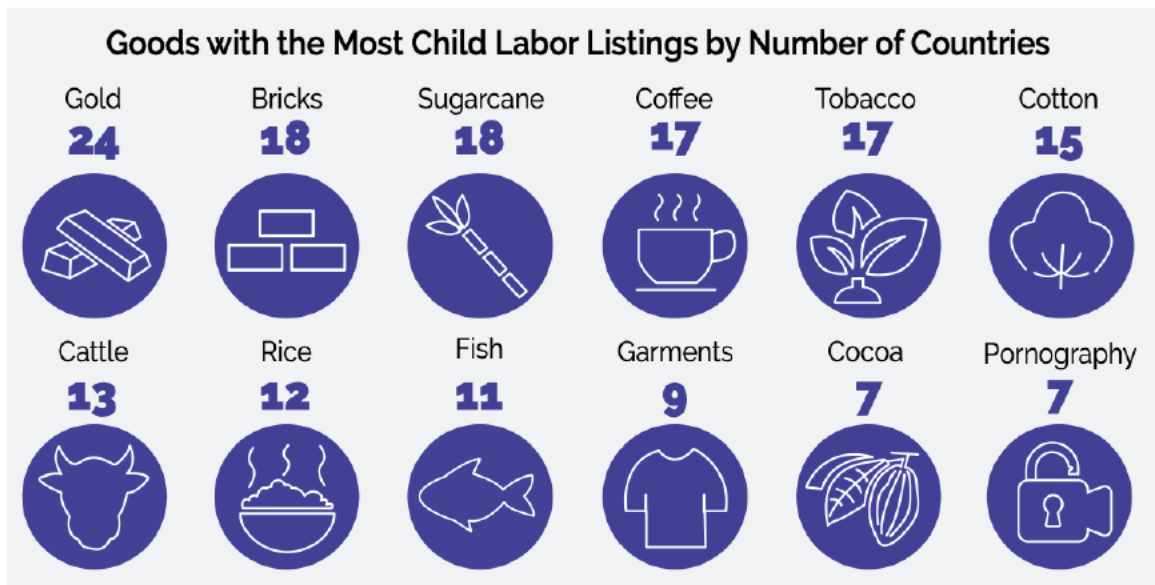 Goods with the Most Child Labor Listings by Number of Countries
Gold Bricks Sugarcane Coffee Tobacco Cotton
24 18 18 17 17 15
Cattle Rice Fish Garments Cocoa Pornography
13 12 11 9 7 7